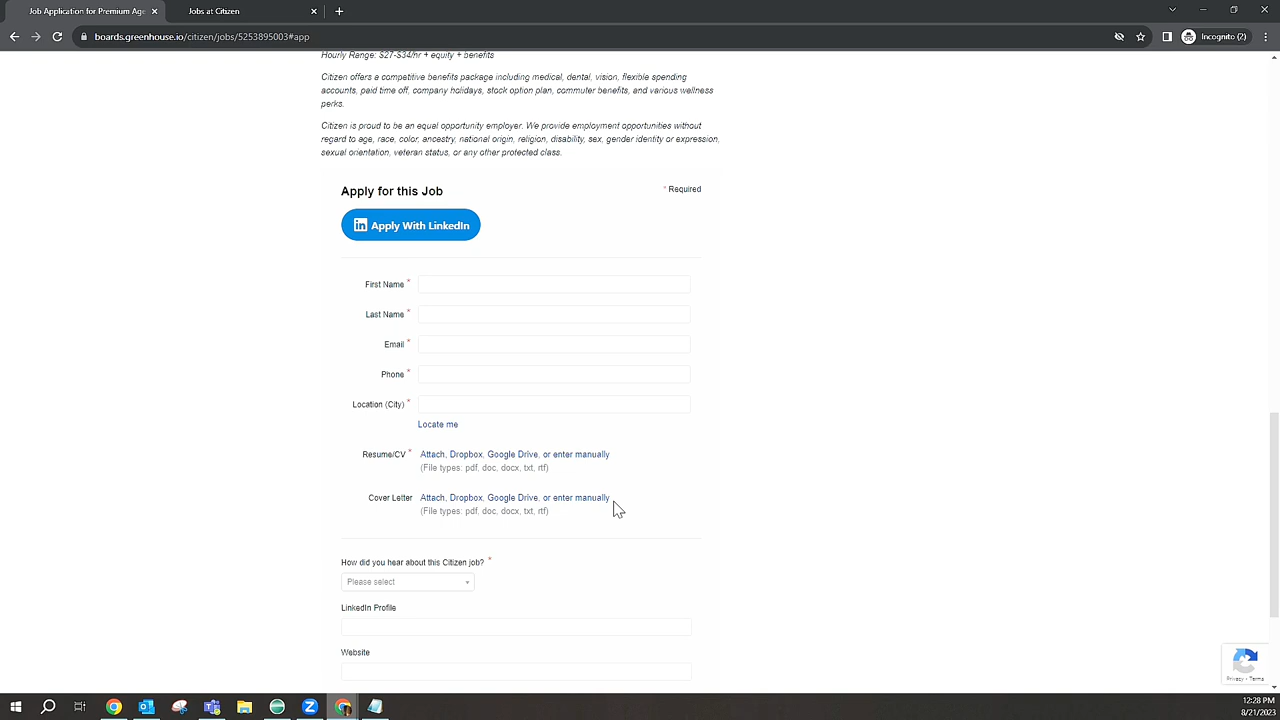 Job Application for Premium Age
Jobs at Citizen
boards.greenhouse.io/citizen/jobs/5253895003#app
Incognito (2)
Hourly Range: $27-$34/hr + equity + benefits
Citizen offers a competitive benefits package including medical, dental, vision, flexible spending
accounts, paid time off, company holidays, stock option plan, commuter benefits, and various wellness
perks.
Citizen is proud to be an equal opportunity employer. We provide employment opportunities without
regard to age, race, color, ancestry, national origin, religion, disability, sex, gender identity or expression,
sexual orientation, veteran status, or any other protected class.
Apply for this Job
* Required
in Apply With LinkedIn
First Name *
Last Name *
Email *
Phone *
Location (City) *
Locate me
Resume/CV * Attach, Dropbox, Google Drive, or enter manually
(File types: pdf, doc, docx, txt, rtf)
Cover Letter Attach, Dropbox, Google Drive, or enter manually
(File types: pdf, doc, docx, txt, rtf)
How did you hear about this Citizen job? *
Please select
LinkedIn Profile
Website
Privacy - Terms
12:28 PM
8/21/2023